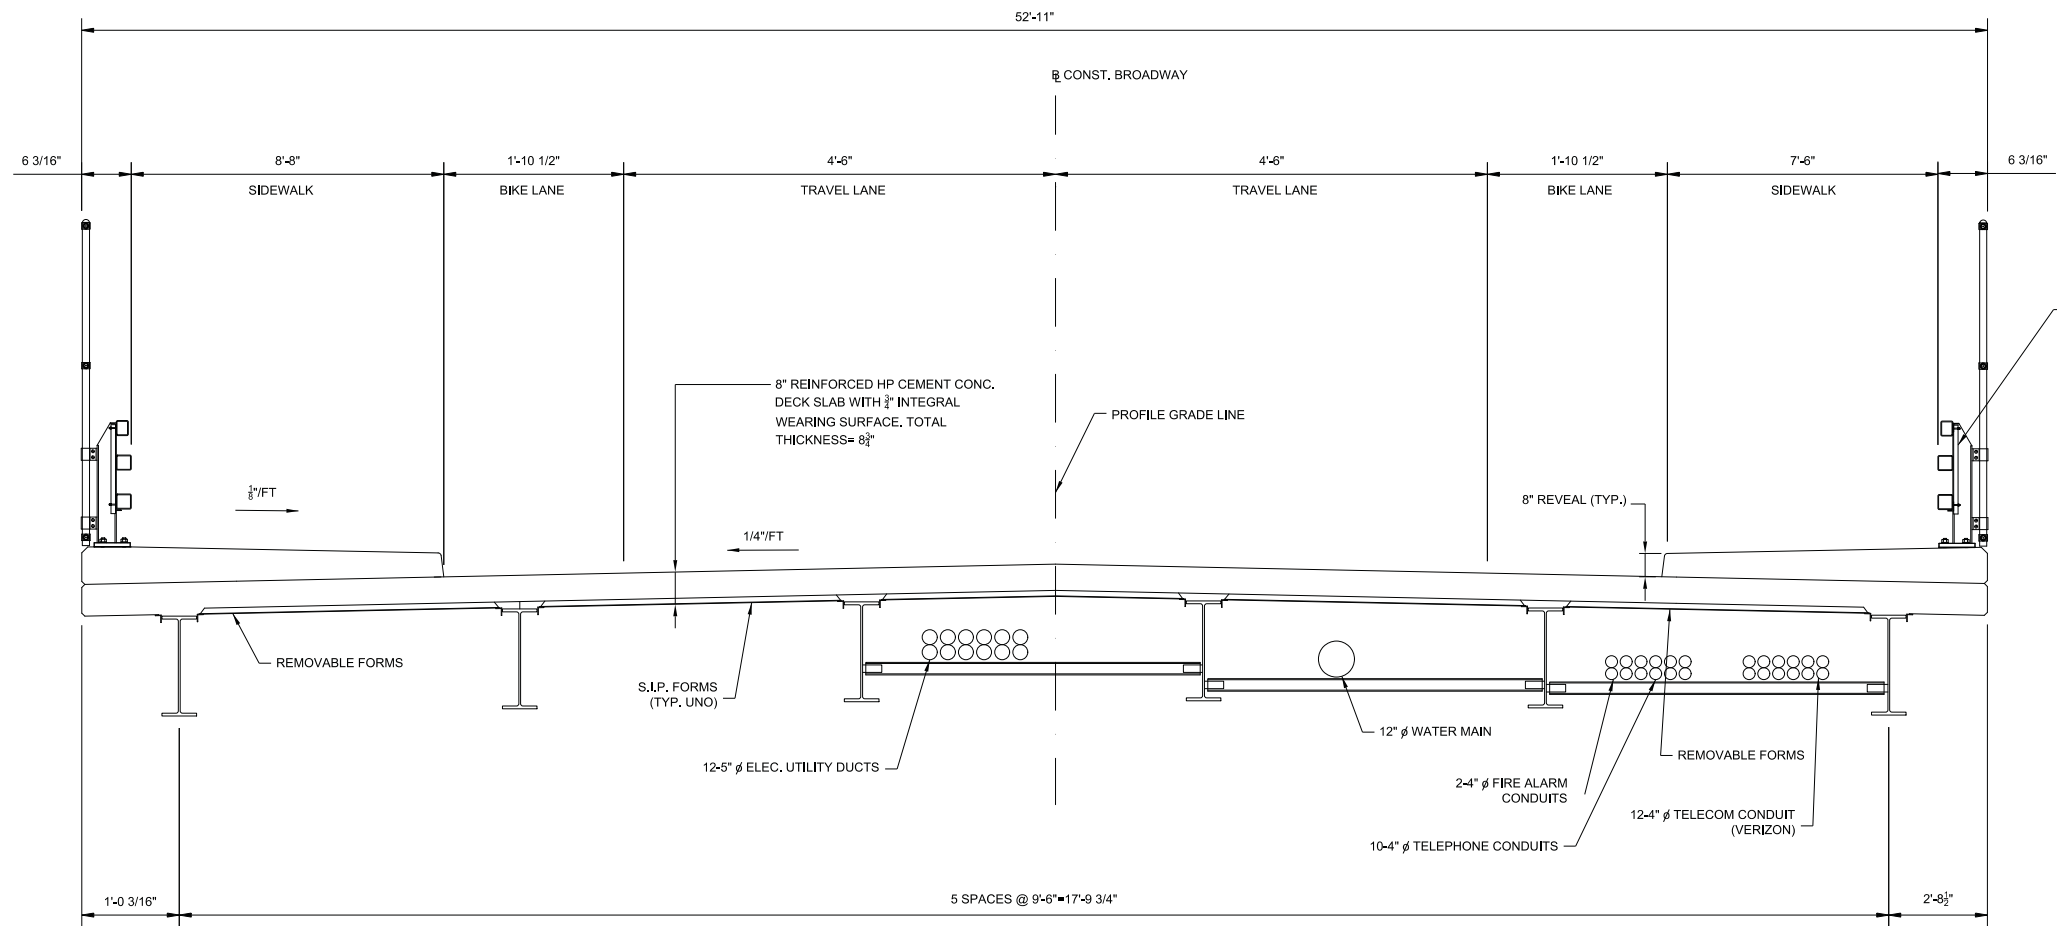 52'-11"
℄ CONST. BROADWAY
6 3/16"
8'-8"
1'-10 1/2"
4'-6"
4'-6"
1'-10 1/2"
7'-6"
6 3/16"
SIDEWALK
BIKE LANE
TRAVEL LANE
TRAVEL LANE
BIKE LANE
SIDEWALK
8" REINFORCED HP CEMENT CONC.
DECK SLAB WITH 3/4" INTEGRAL
WEARING SURFACE. TOTAL
THICKNESS= 8 3/4"
PROFILE GRADE LINE
1/8"/FT
8" REVEAL (TYP.)
1/4"/FT
REMOVABLE FORMS
S.I.P. FORMS
(TYP. UNO)
12" ø WATER MAIN
12-5" ø ELEC. UTILITY DUCTS
REMOVABLE FORMS
2-4" ø FIRE ALARM
CONDUITS
12-4" ø TELECOM CONDUIT
(VERIZON)
10-4" ø TELEPHONE CONDUITS
1'-0 3/16"
5 SPACES @ 9'-6"=17'-9 3/4"
2'-8 1/2"